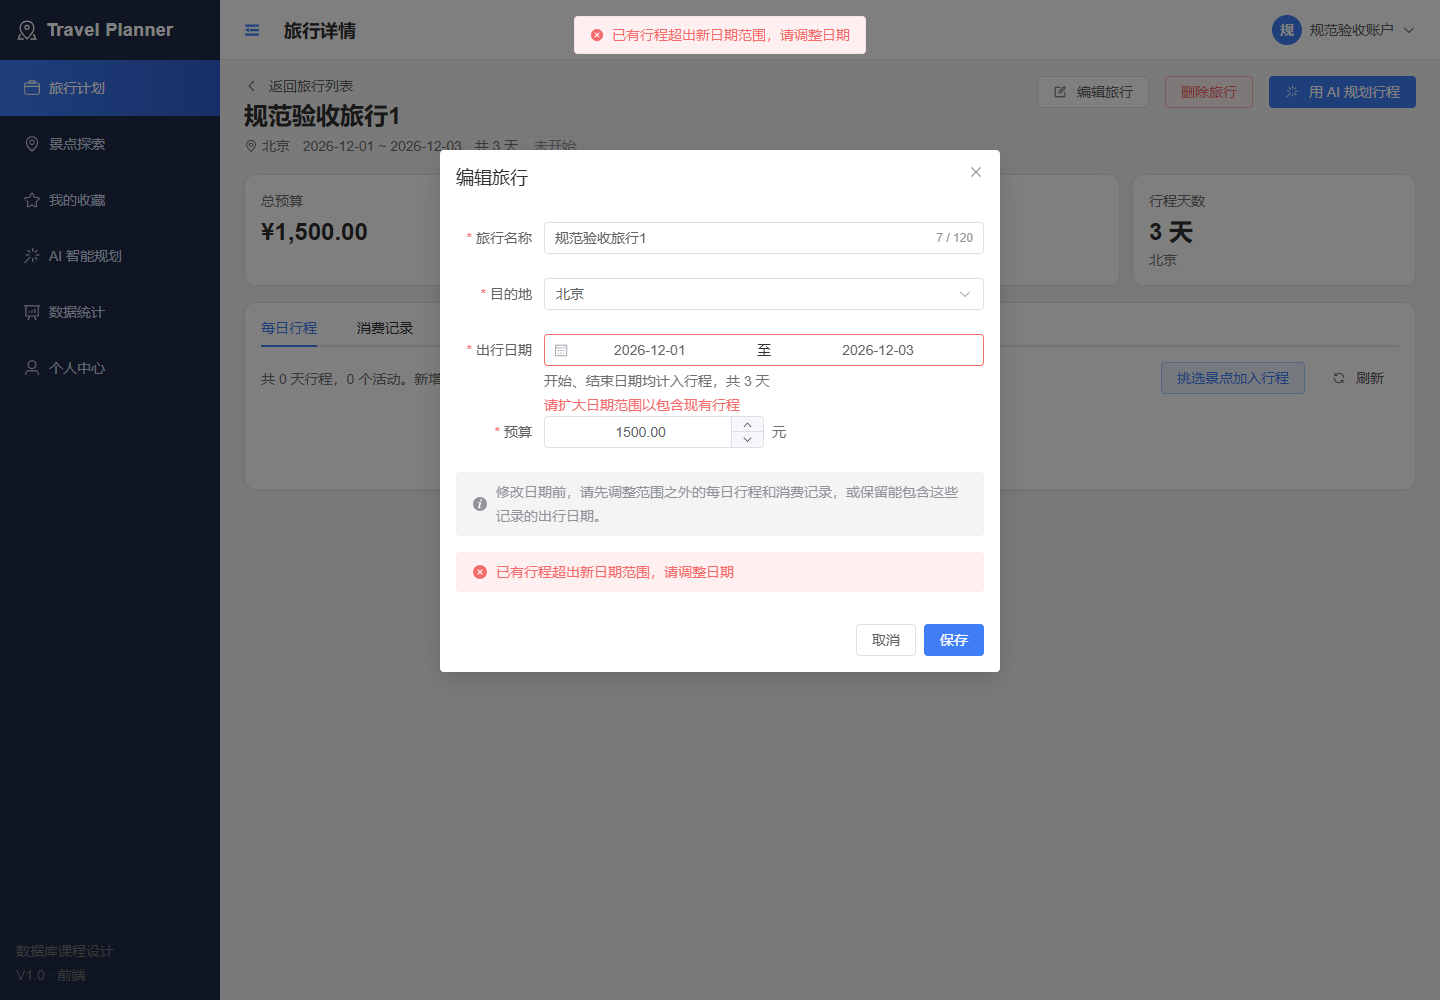 Travel Planner
旅行计划
景点探索
我的收藏
AI 智能规划
数据统计
个人中心
数据库课程设计
V1.0 · 前端
旅行详情
已有行程超出新日期范围，请调整日期
规
规范验收账户
返回旅行列表
规范验收旅行1
北京 · 2026-12-01 ~ 2026-12-03 · 共 3 天
未开始
编辑旅行
删除旅行
用 AI 规划行程
总预算
¥1,500.00
行程天数
3 天
北京
每日行程
消费记录
共 0 天行程，0 个活动。新增
挑选景点加入行程
刷新
编辑旅行
* 旅行名称
规范验收旅行1
7 / 120
* 目的地
北京
* 出行日期
2026-12-01
至
2026-12-03
开始、结束日期均计入行程，共 3 天
请扩大日期范围以包含现有行程
* 预算
1500.00
元
修改日期前，请先调整范围之外的每日行程和消费记录，或保留能包含这些
记录的出行日期。
已有行程超出新日期范围，请调整日期
取消
保存